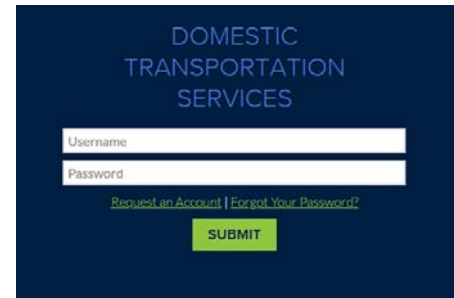 DOMESTIC
TRANSPORTATION
SERVICES
Username
Password
Request an Account | Forgot Your Password?
SUBMIT